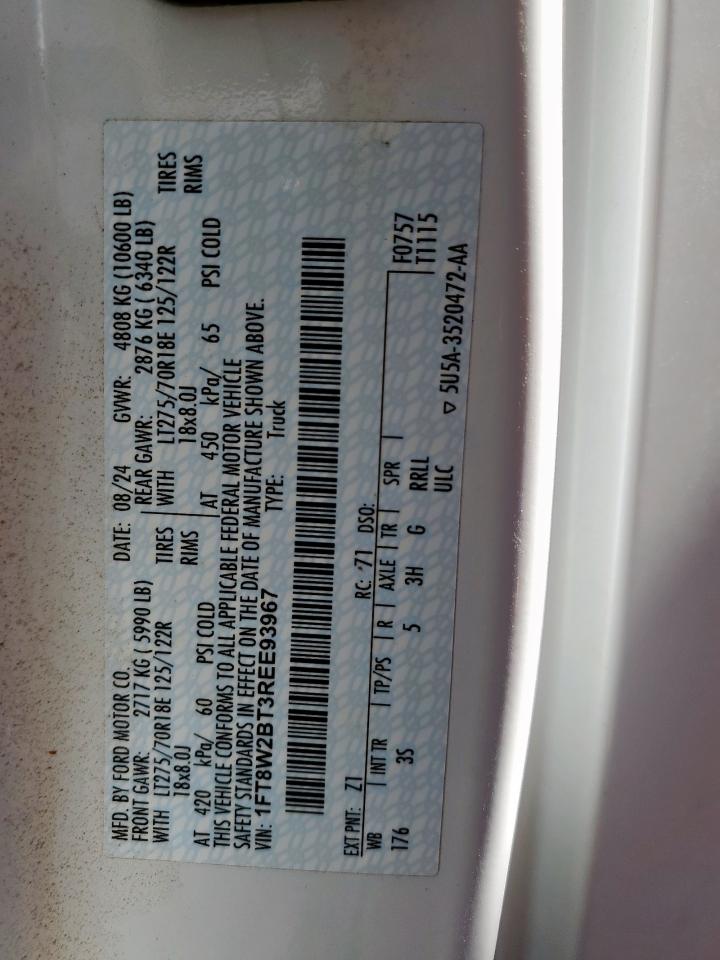 MFD. BY FORD MOTOR CO.
DATE: 08/24 GVWR: 4808 KG (10600 LB)
FRONT GAWR: 2717 KG ( 5990 LB) REAR GAWR: 2876 KG ( 6340 LB)
WITH LT275/70R18E 125/122R TIRES WITH LT275/70R18E 125/122R TIRES
18x8.0J RIMS 18x8.0J RIMS
AT 420 kPa/ 60 PSI COLD AT 450 kPa/ 65 PSI COLD
THIS VEHICLE CONFORMS TO ALL APPLICABLE FEDERAL MOTOR VEHICLE
SAFETY STANDARDS IN EFFECT ON THE DATE OF MANUFACTURE SHOWN ABOVE.
VIN: 1FT8W2BT3REE93967 TYPE: Truck
EXT PNT: Z1 RC: 71 DSO: F0757
WB INT TR TP/PS R AXLE TR SPR T1115
176 3S 5 3H G RRLL
ULC
▽ 5U5A-3520472-AA